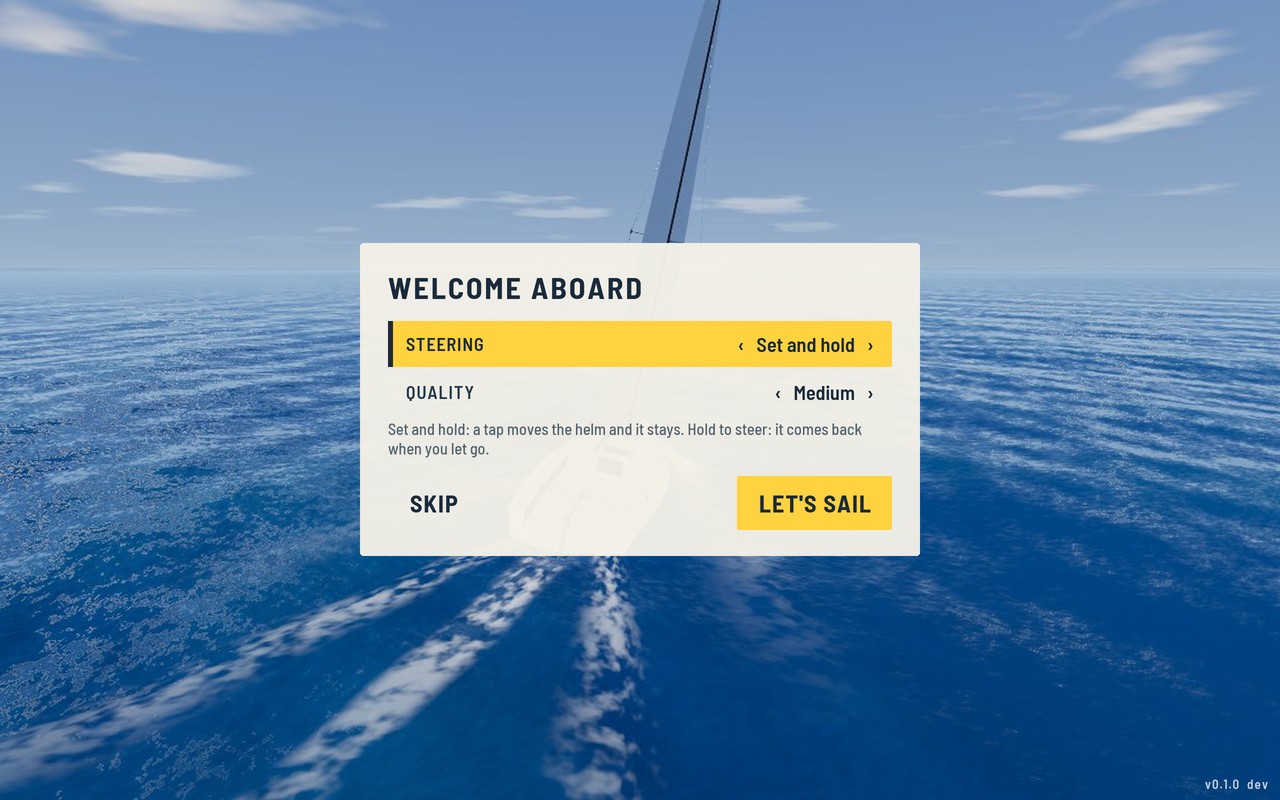 WELCOME ABOARD
STEERING ‹ Set and hold ›
QUALITY ‹ Medium ›
Set and hold: a tap moves the helm and it stays. Hold to steer: it comes back
when you let go.
SKIP LET'S SAIL
v0.1.0 dev